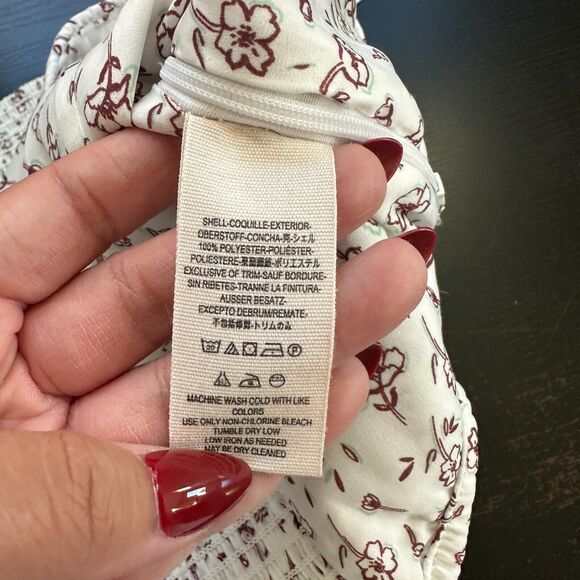 SHELL-COQUILLE-EXTERIOR-
OBERSTOFF-CONCHA-売-シェル
100% POLYESTER-POLIÉSTER-
POLIESTERE-聚酯纖維-ポリエステル
EXCLUSIVE OF TRIM-SAUF BORDURE-
SIN RIBETES-TRANNE LA FINITURA-
AUSSER BESATZ-
EXCEPTO DEBRUM/REMATE-
不包括修剪-トリムのみ
MACHINE WASH COLD WITH LIKE
COLORS
USE ONLY NON-CHLORINE BLEACH
TUMBLE DRY LOW
LOW IRON AS NEEDED
MAY BE DRY CLEANED